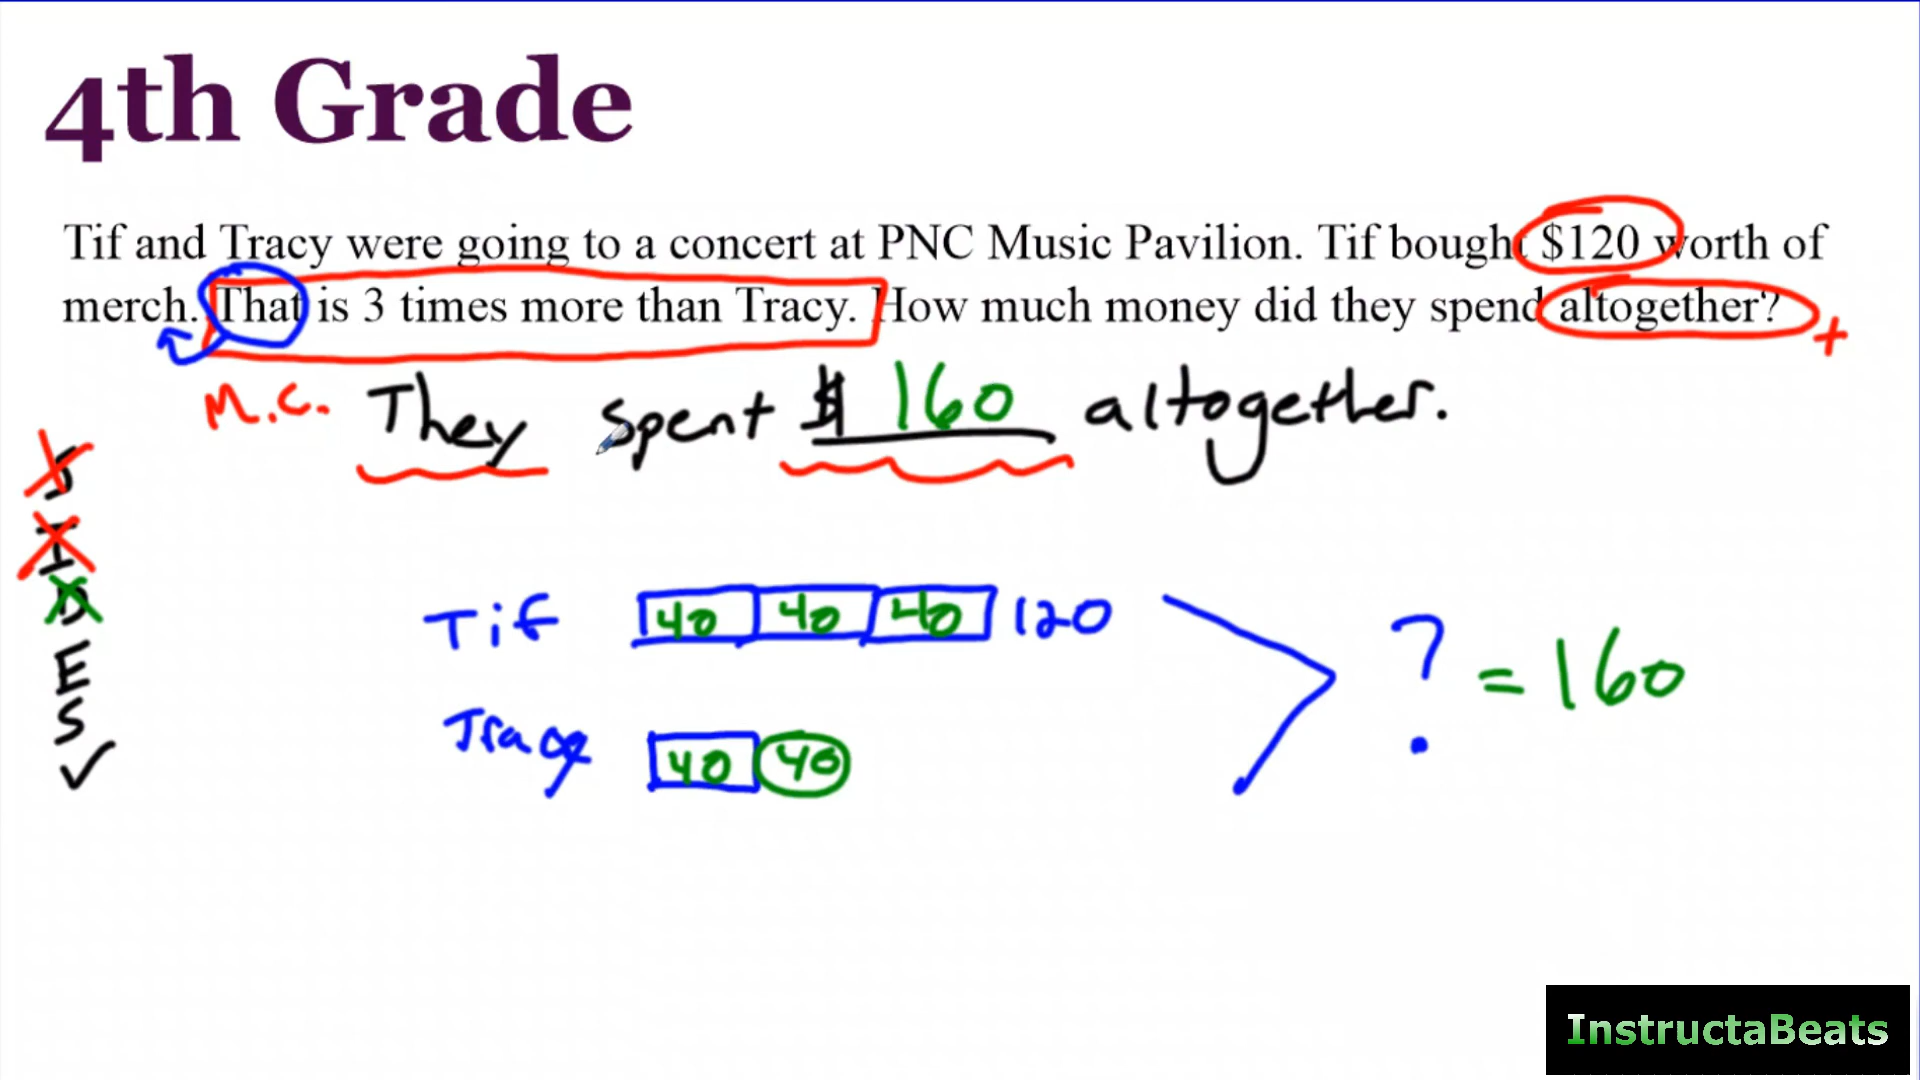 4th Grade
Tif and Tracy were going to a concert at PNC Music Pavilion. Tif bought $120 worth of
merch. That is 3 times more than Tracy. How much money did they spend altogether? +
M.C. They spent $ 160 altogether.
J
I
D
E
S
✓
Tif 40 40 40 120
Tracy 40 40
? = 160
InstructaBeats